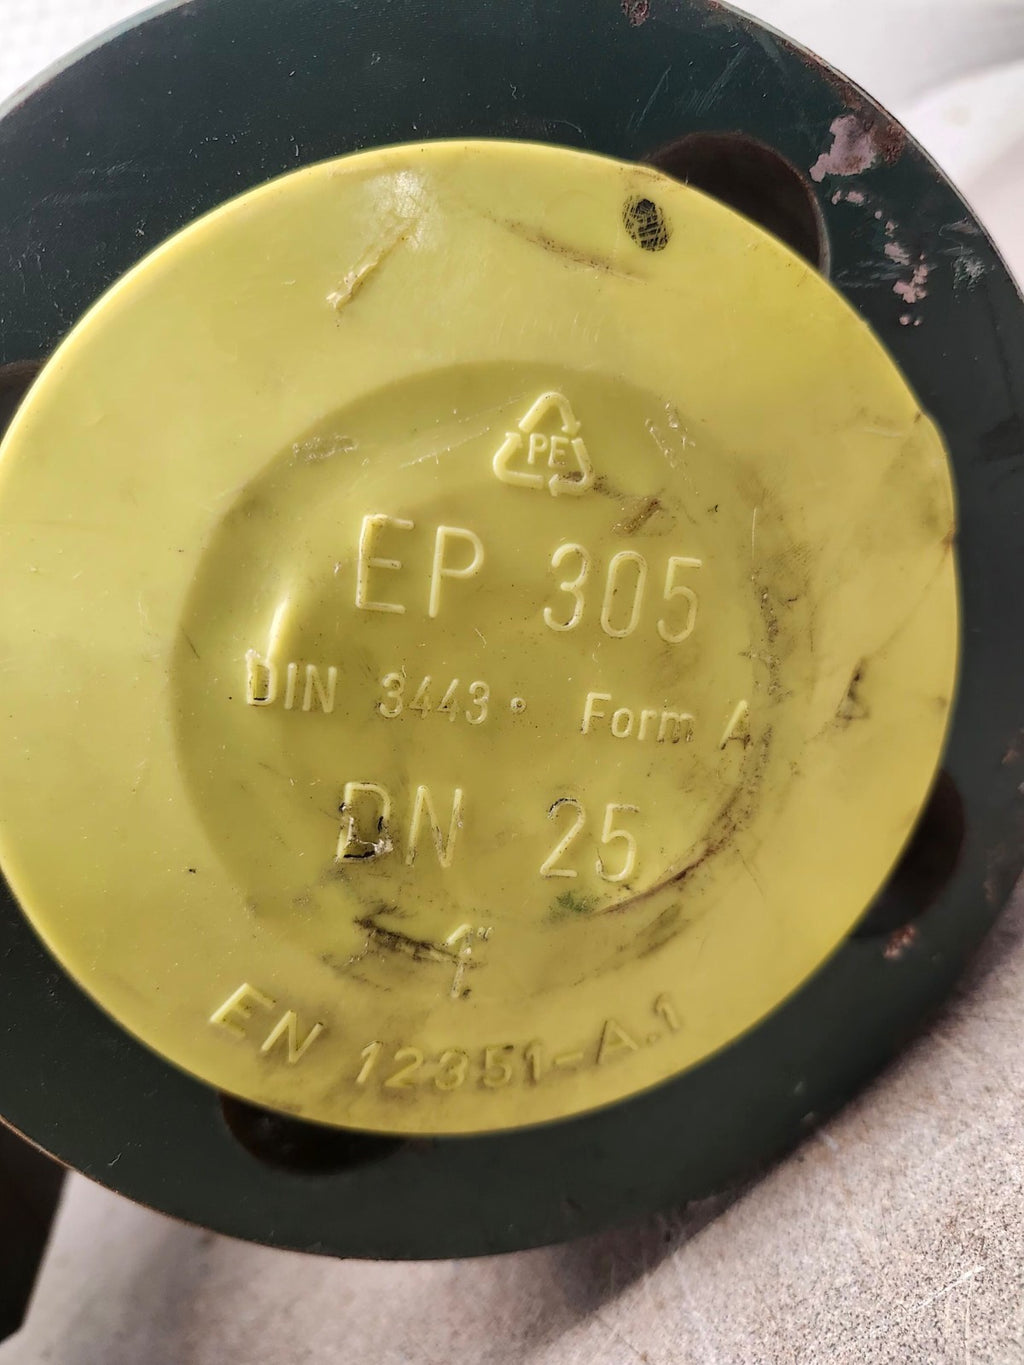 PE
EP 305
DIN 3443 • Form A
DN 25
1"
EN 12351-A.1